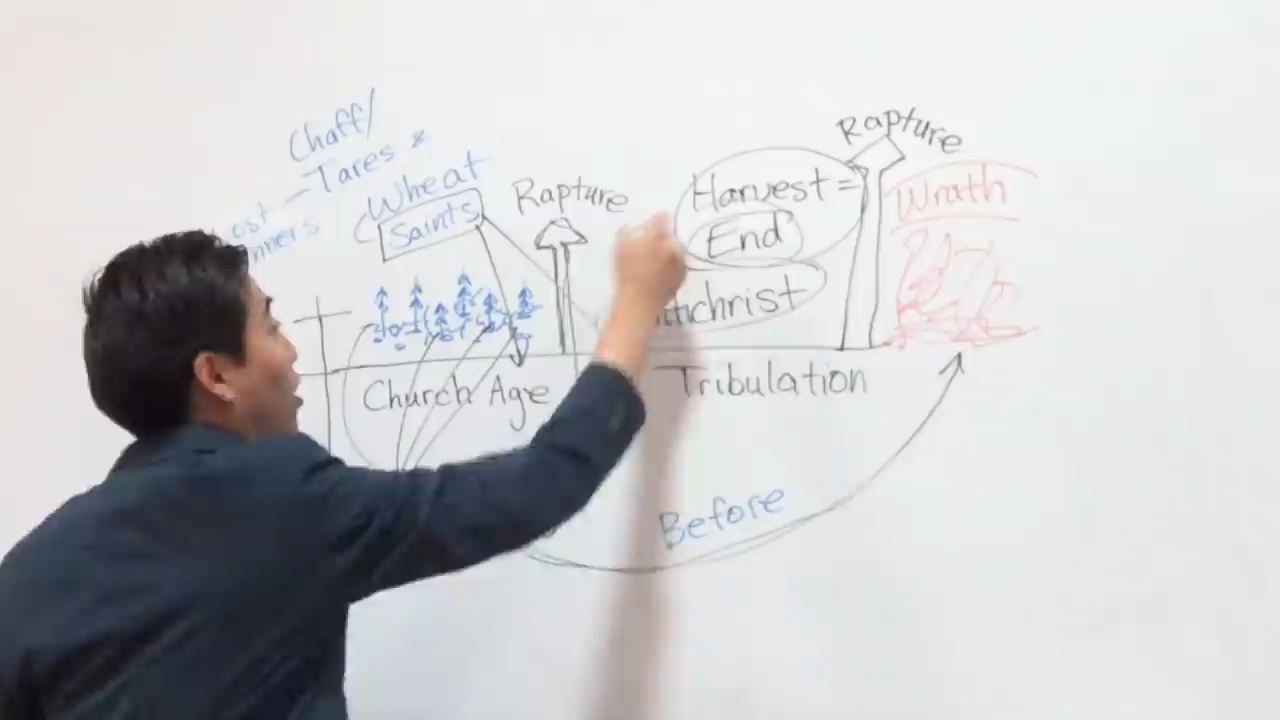 Chaff/
Tares &
Wheat
Saints
Rapture
Harvest =
End
Rapture
Wrath
Church Age
Tribulation
Before